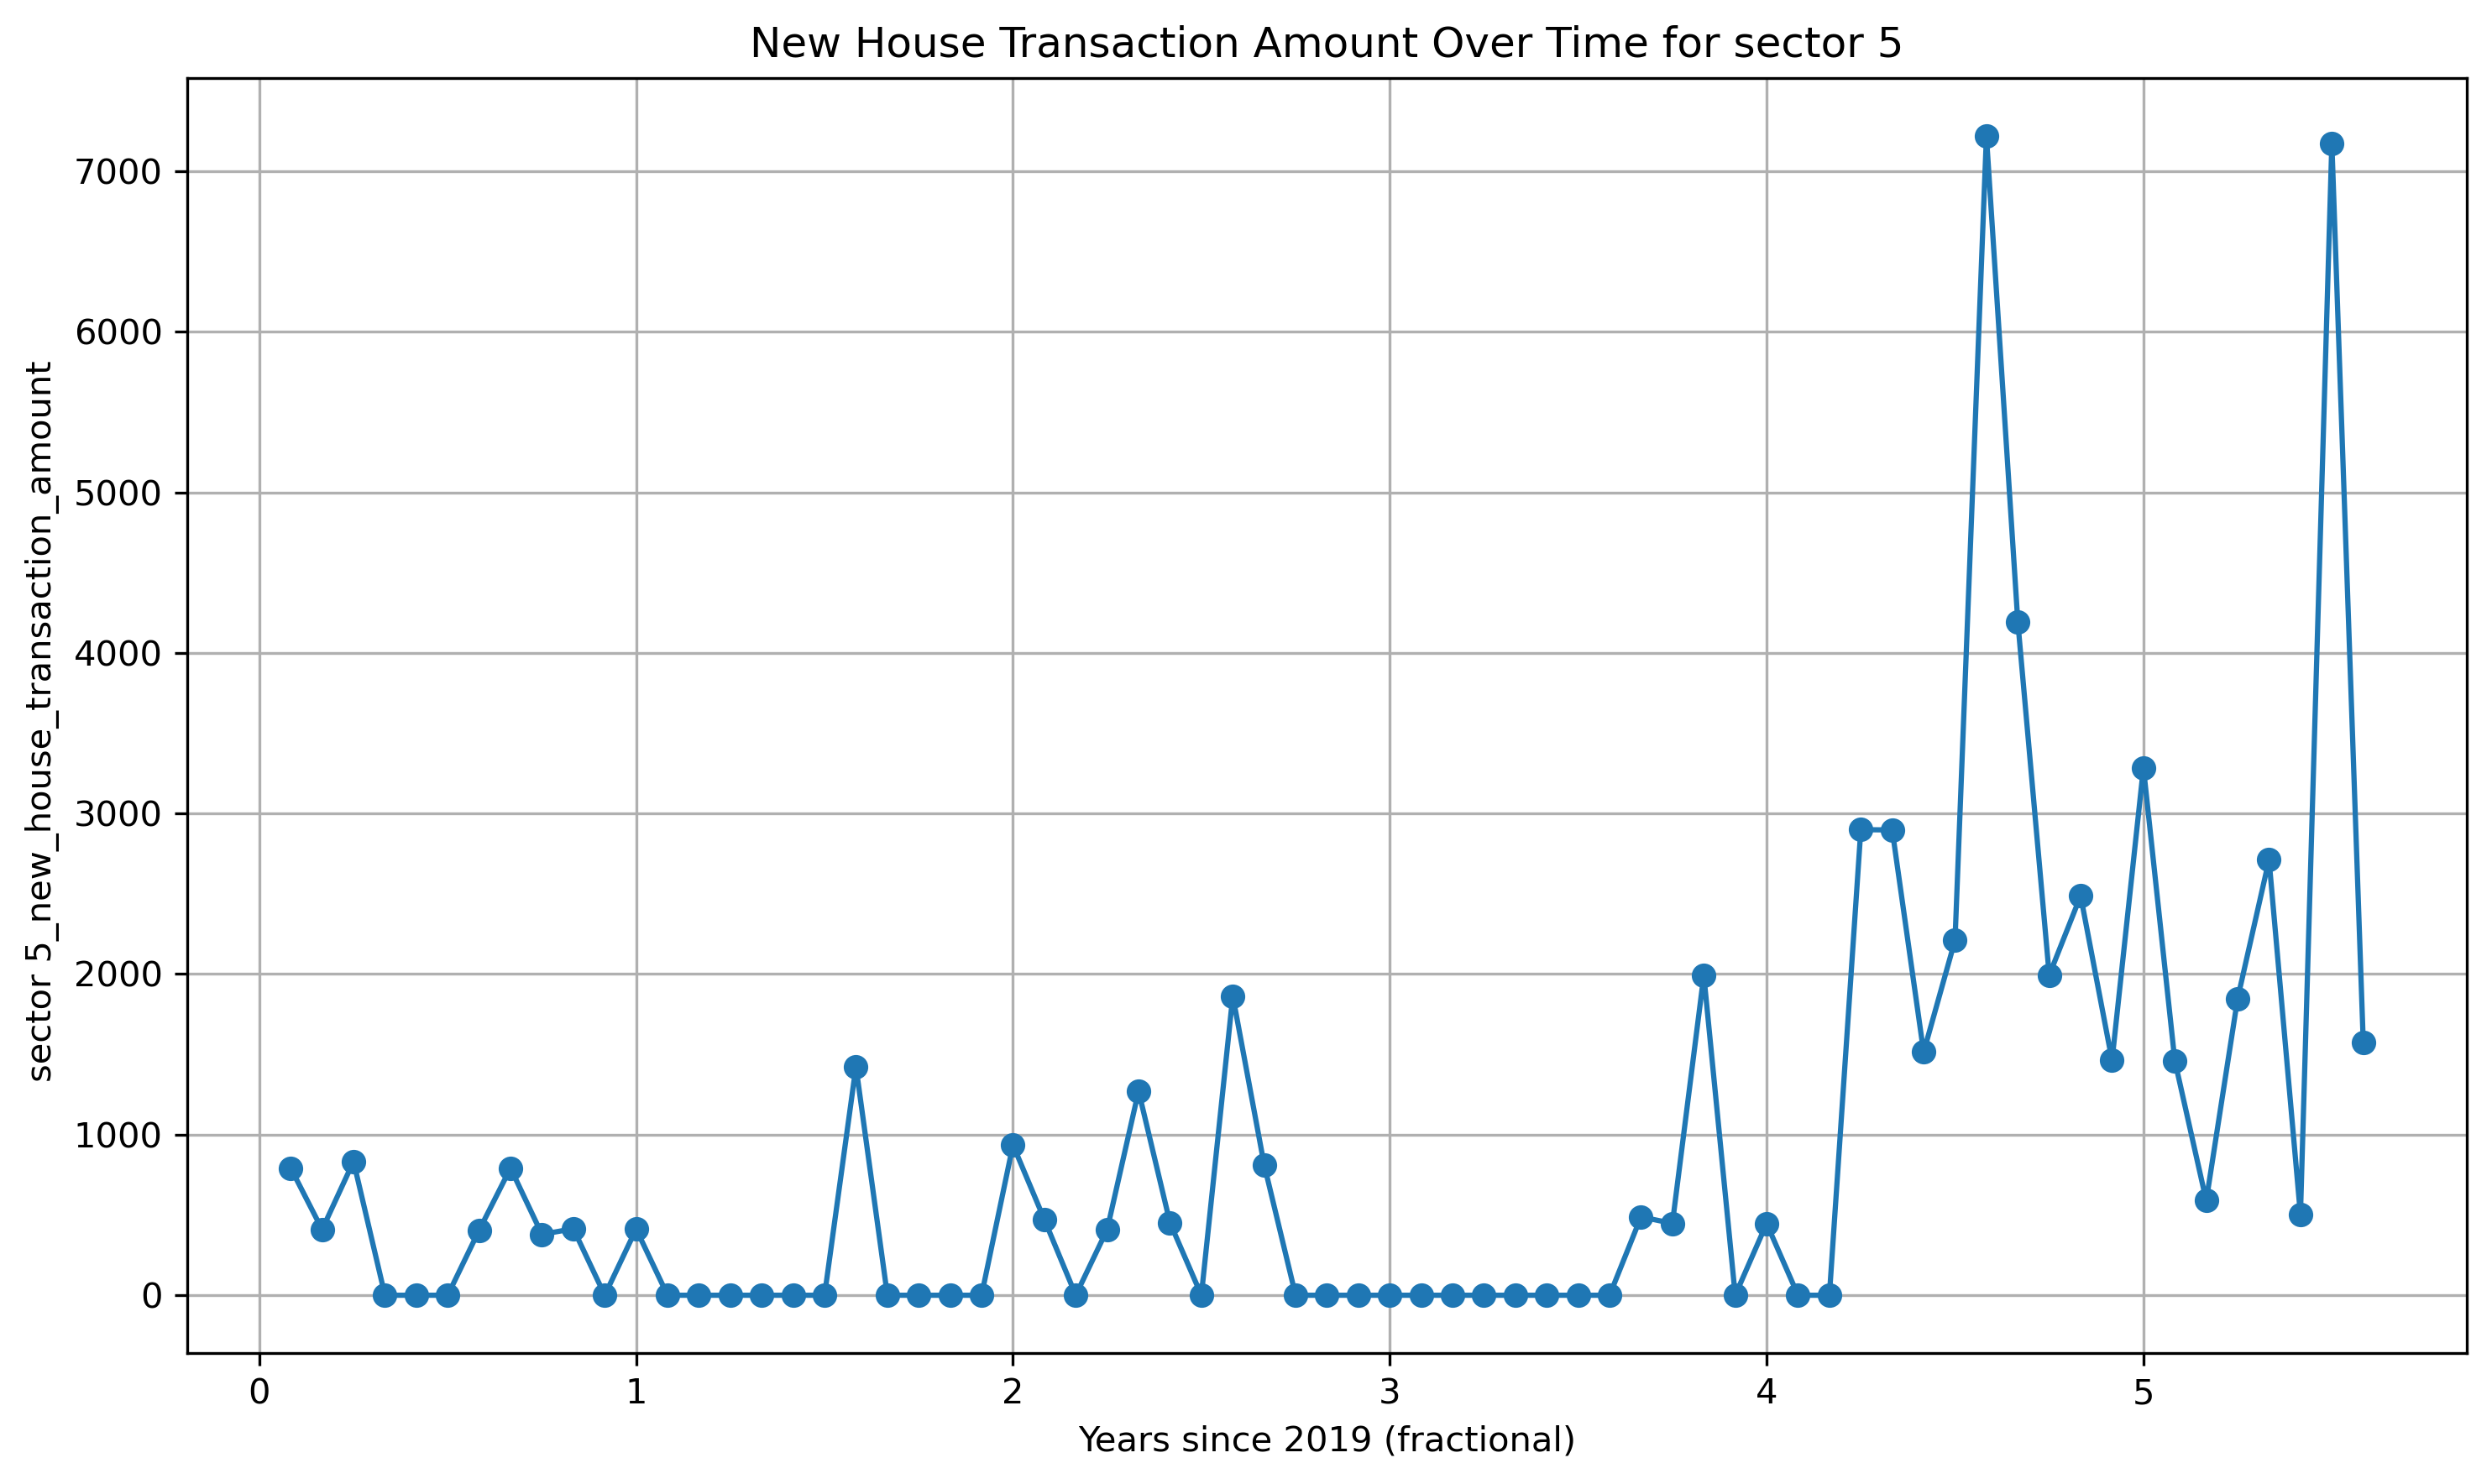 New House Transaction Amount Over Time for sector 5
sector 5_new_house_transaction_amount
7000
6000
5000
4000
3000
2000
1000
0
0 1 2 3 4 5
Years since 2019 (fractional)